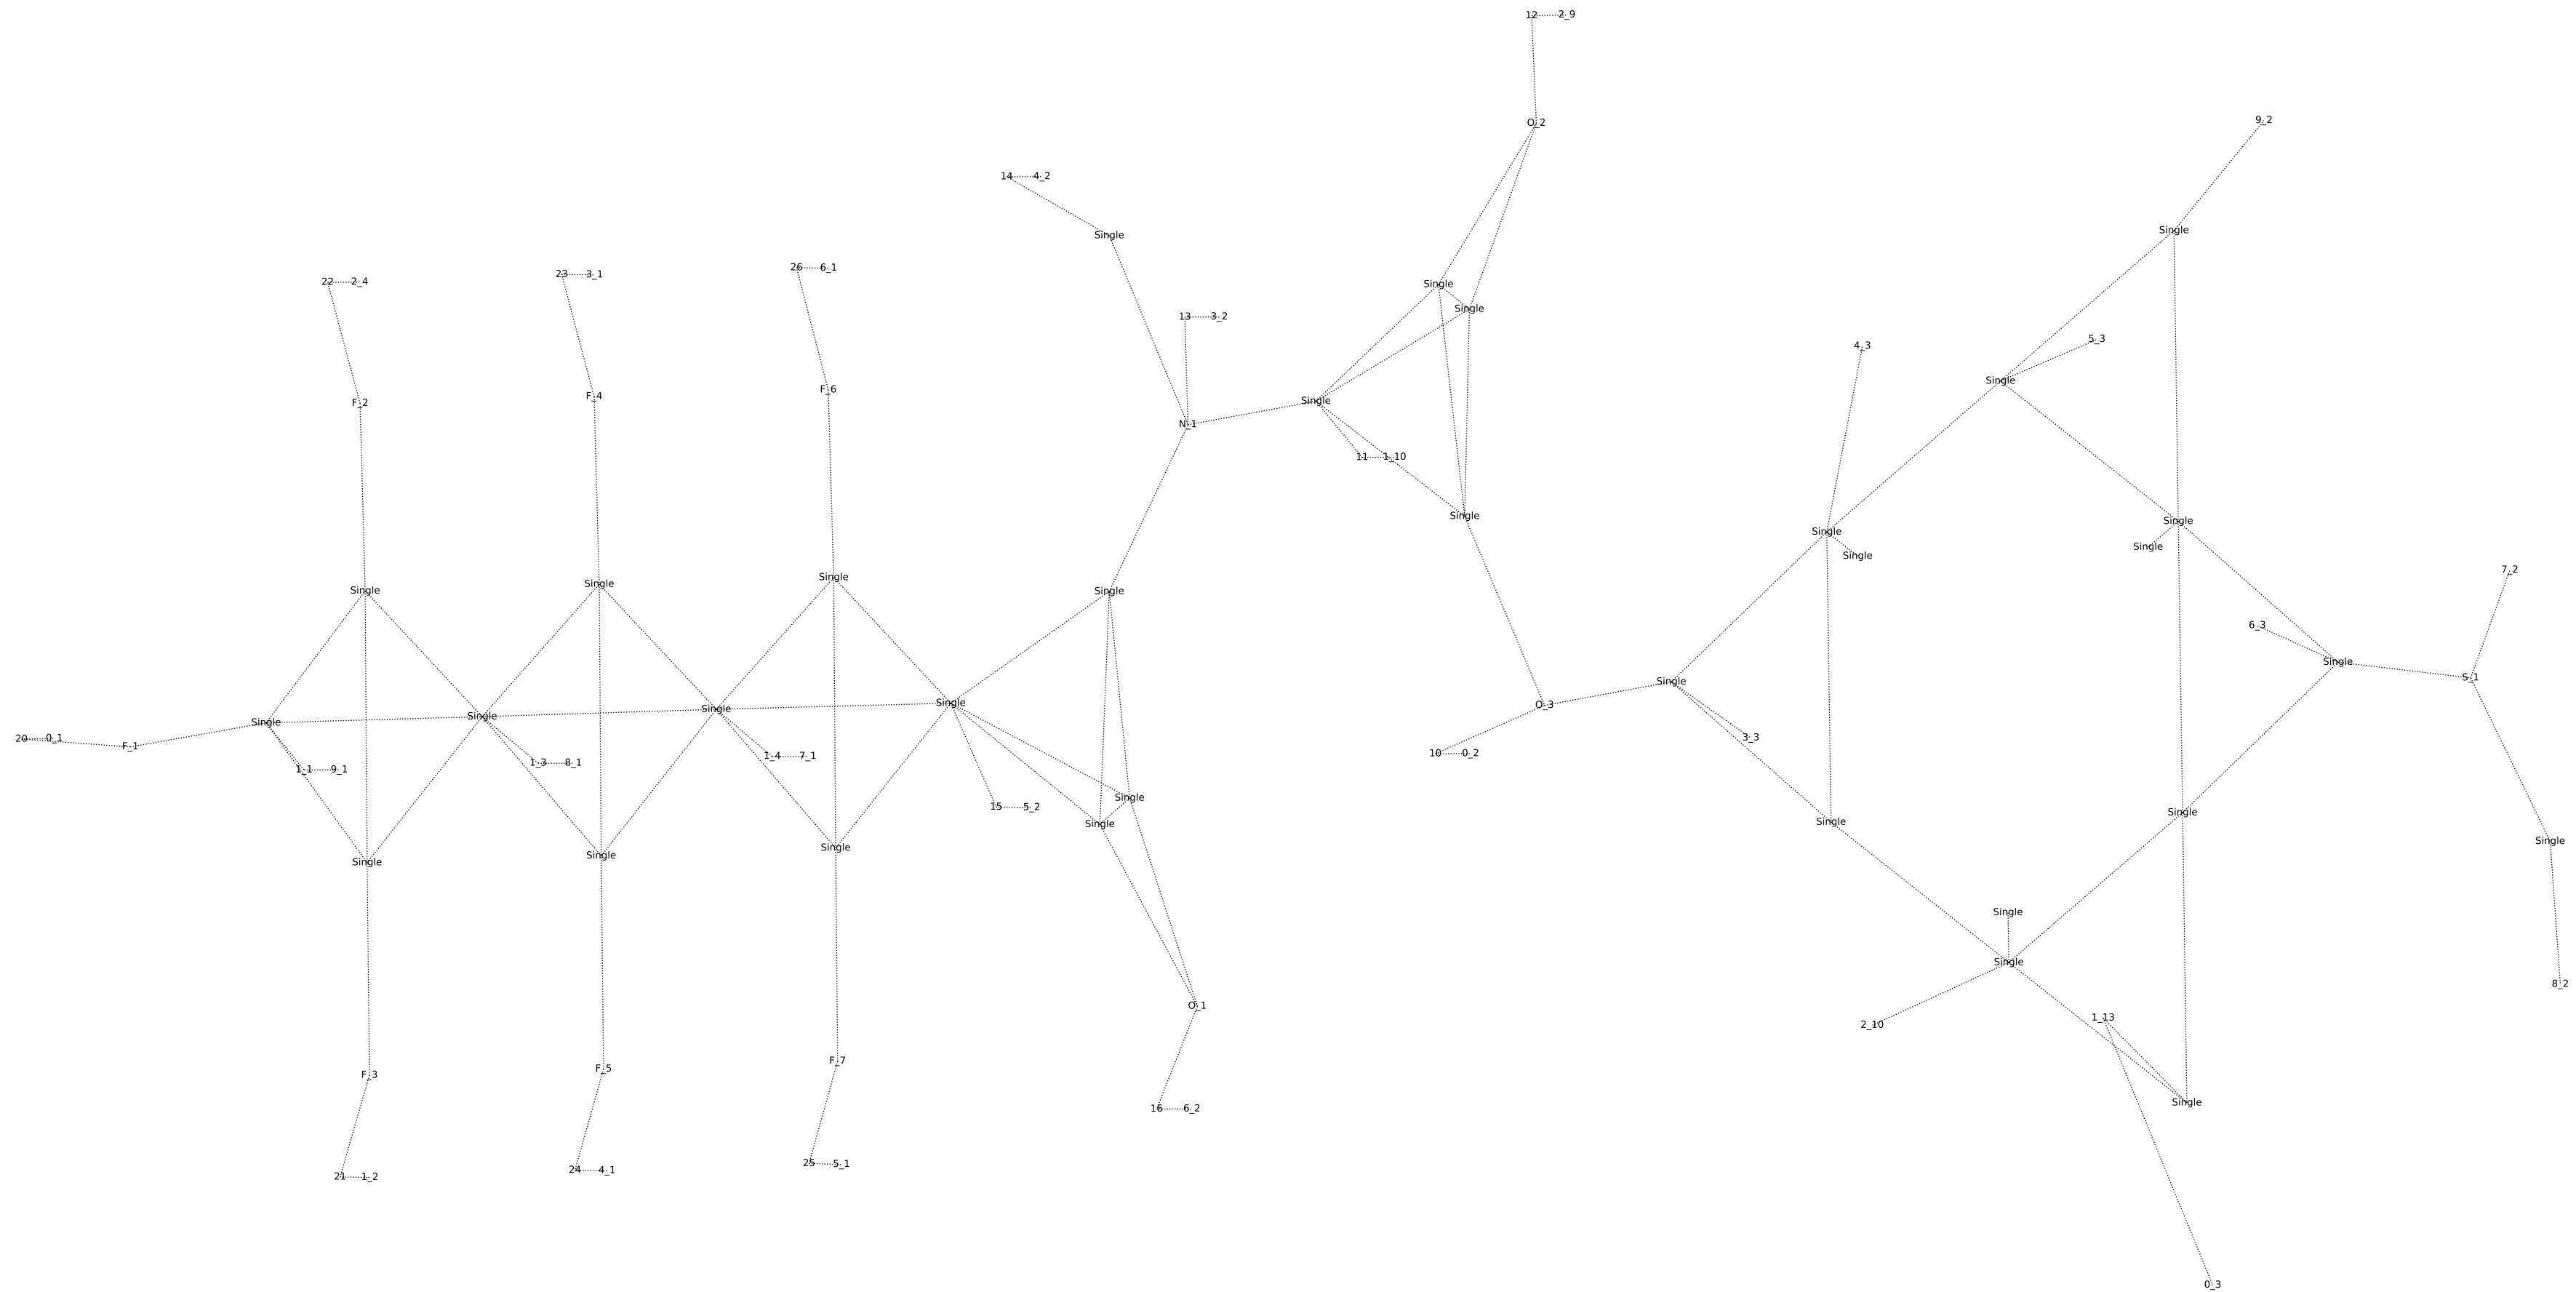 12 2_9
O_2
9_2
14 4_2
Single
Single
26 6_1
23 3_1
22 2_4
Single
Single
13 3_2
5_3
4_3
Single
F_6
F_4
F_2
Single
N_1
11 1_10
Single
Single
Single
Single
Single
7_2
Single
Single
Single
Single
6_3
Single
S_1
Single
Single
O_3
Single
Single
Single
3_3
20 0_1
F_1
10 0_2
1_4 7_1
1_3 8_1
1_1 9_1
Single
15 5_2
Single
Single
Single
Single
Single
Single
Single
Single
Single
8_2
O_1
1_13
2_10
F_7
F_5
F_3
Single
16 6_2
25 5_1
24 4_1
21 1_2
0_3